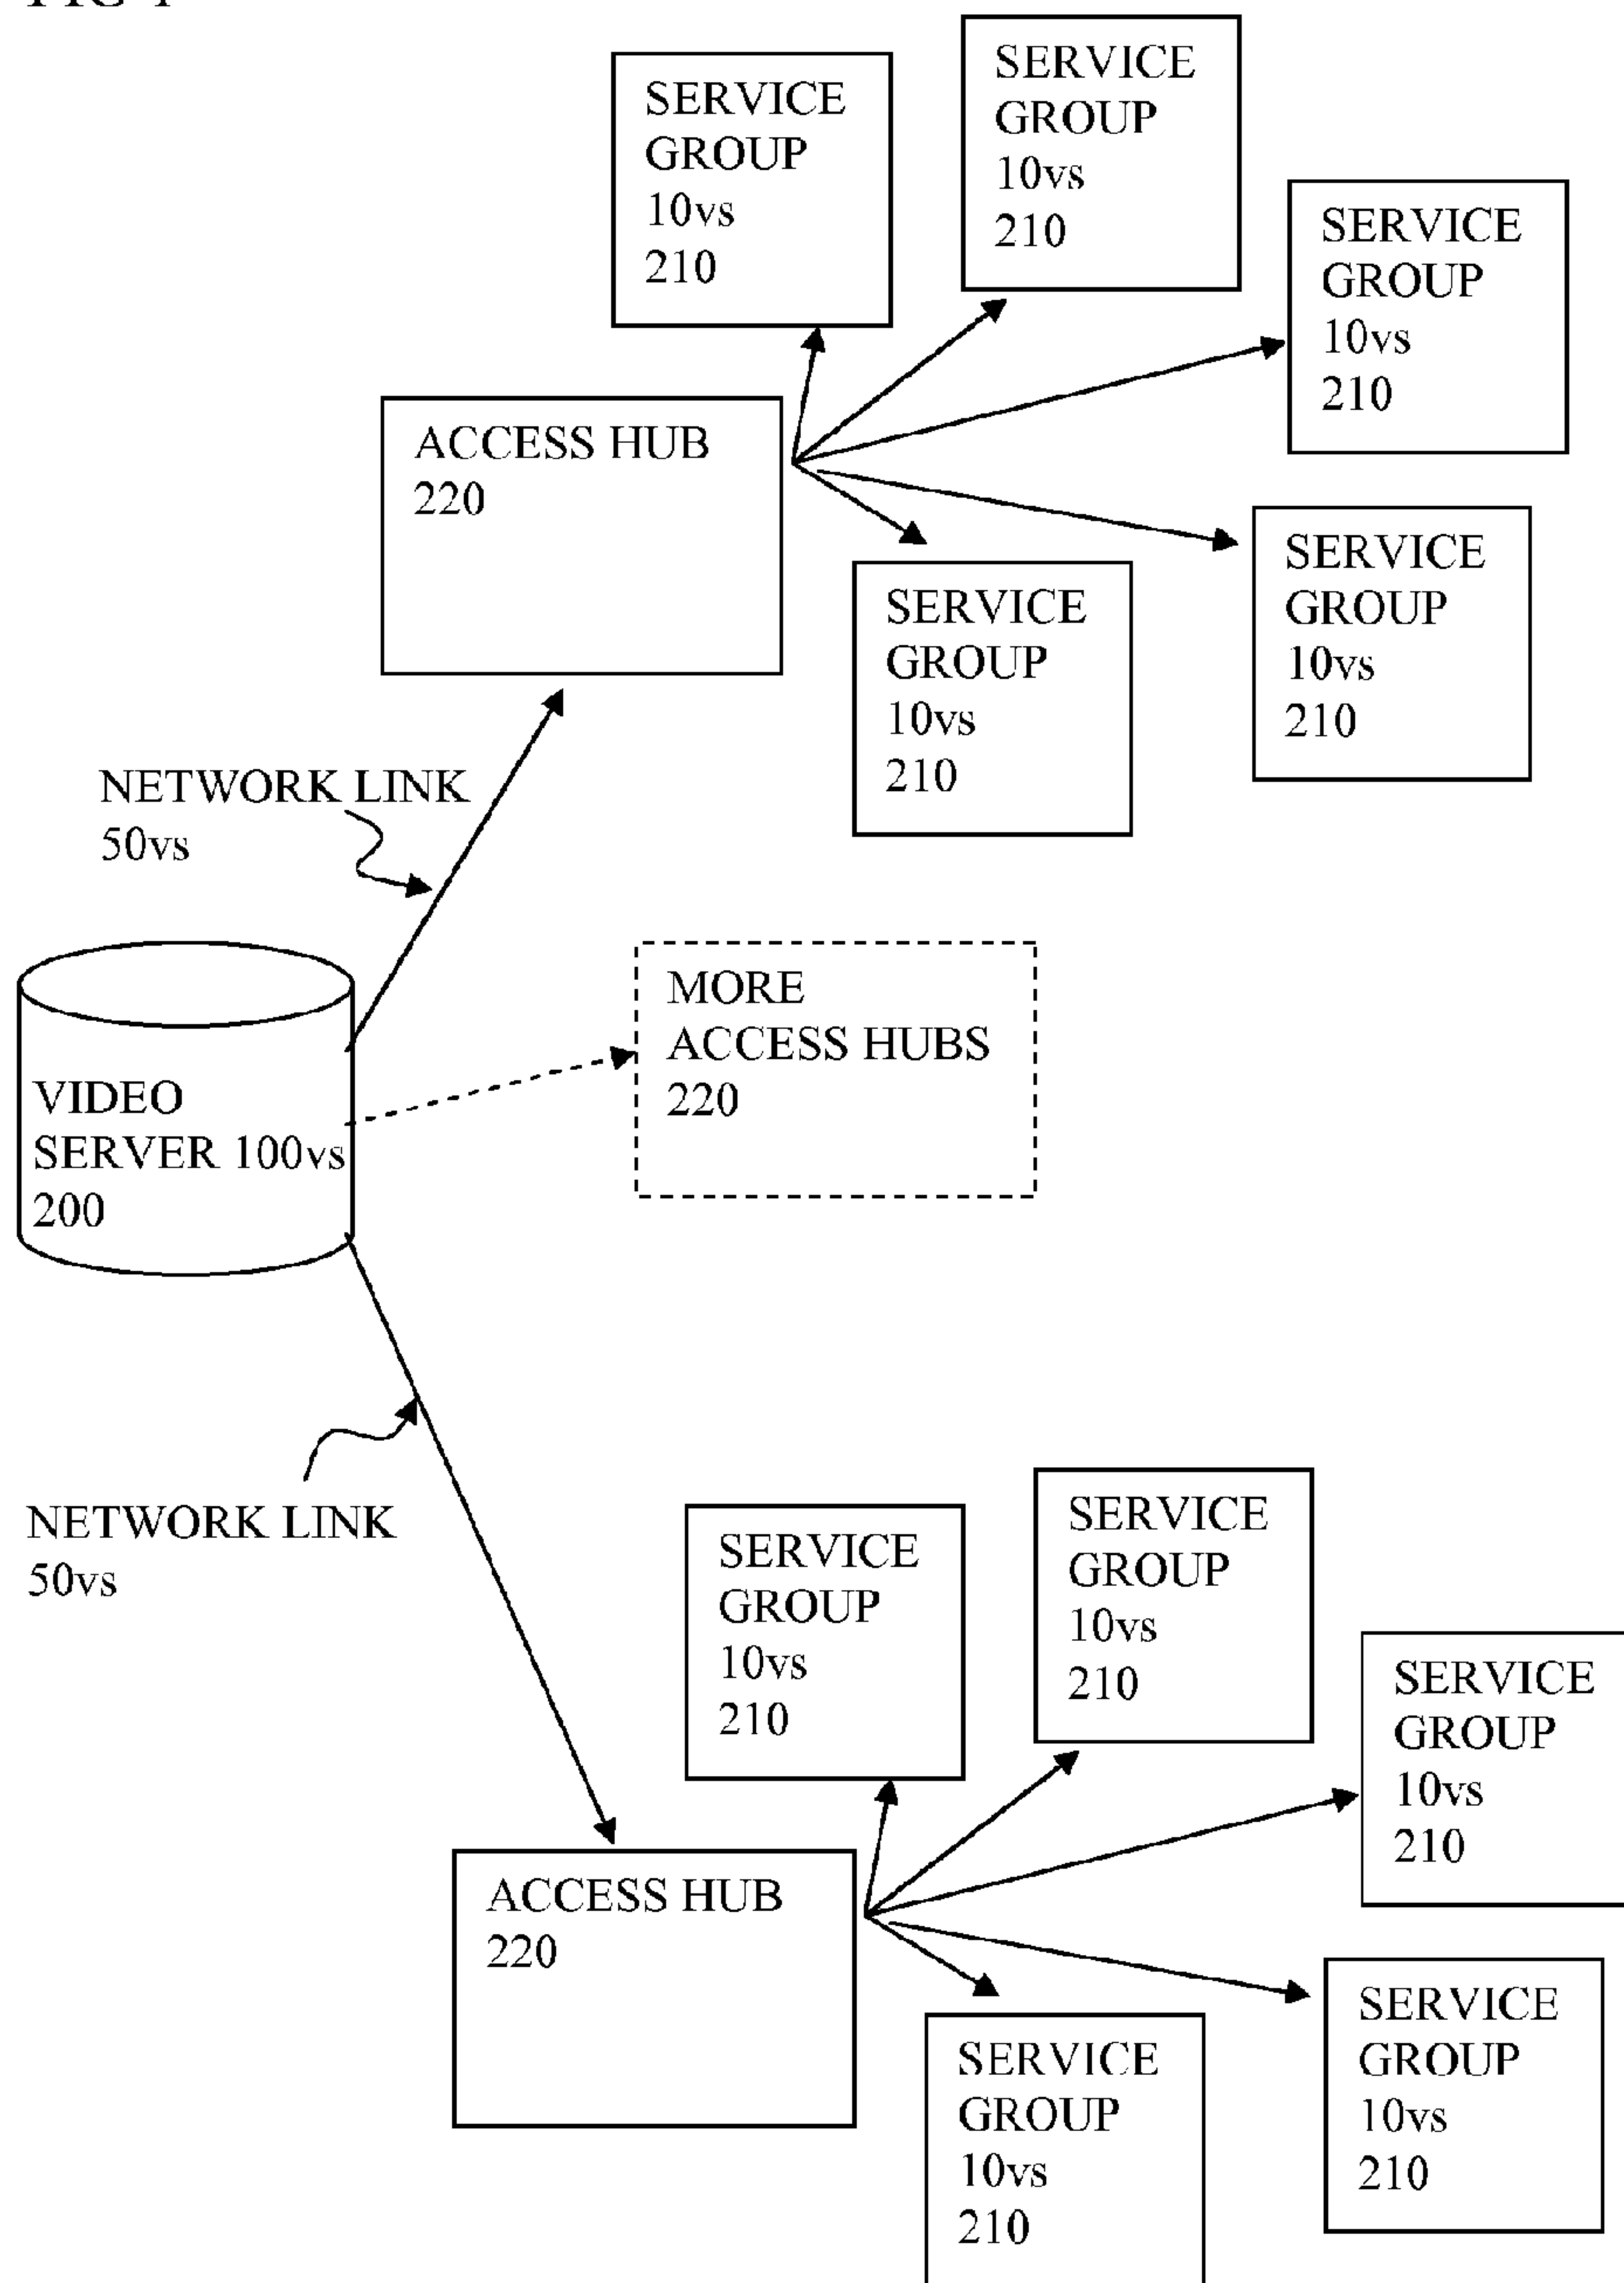 SERVICE
GROUP
10vs
210
SERVICE
GROUP
10vs
210
SERVICE
GROUP
10vs
210
ACCESS HUB
220
SERVICE
GROUP
10vs
210
SERVICE
GROUP
10vs
210
NETWORK LINK
50vs
MORE
ACCESS HUBS
220
VIDEO
SERVER 100vs
200
NETWORK LINK
50vs
SERVICE
GROUP
10vs
210
SERVICE
GROUP
10vs
210
SERVICE
GROUP
10vs
210
ACCESS HUB
220
SERVICE
GROUP
10vs
210
SERVICE
GROUP
10vs
210